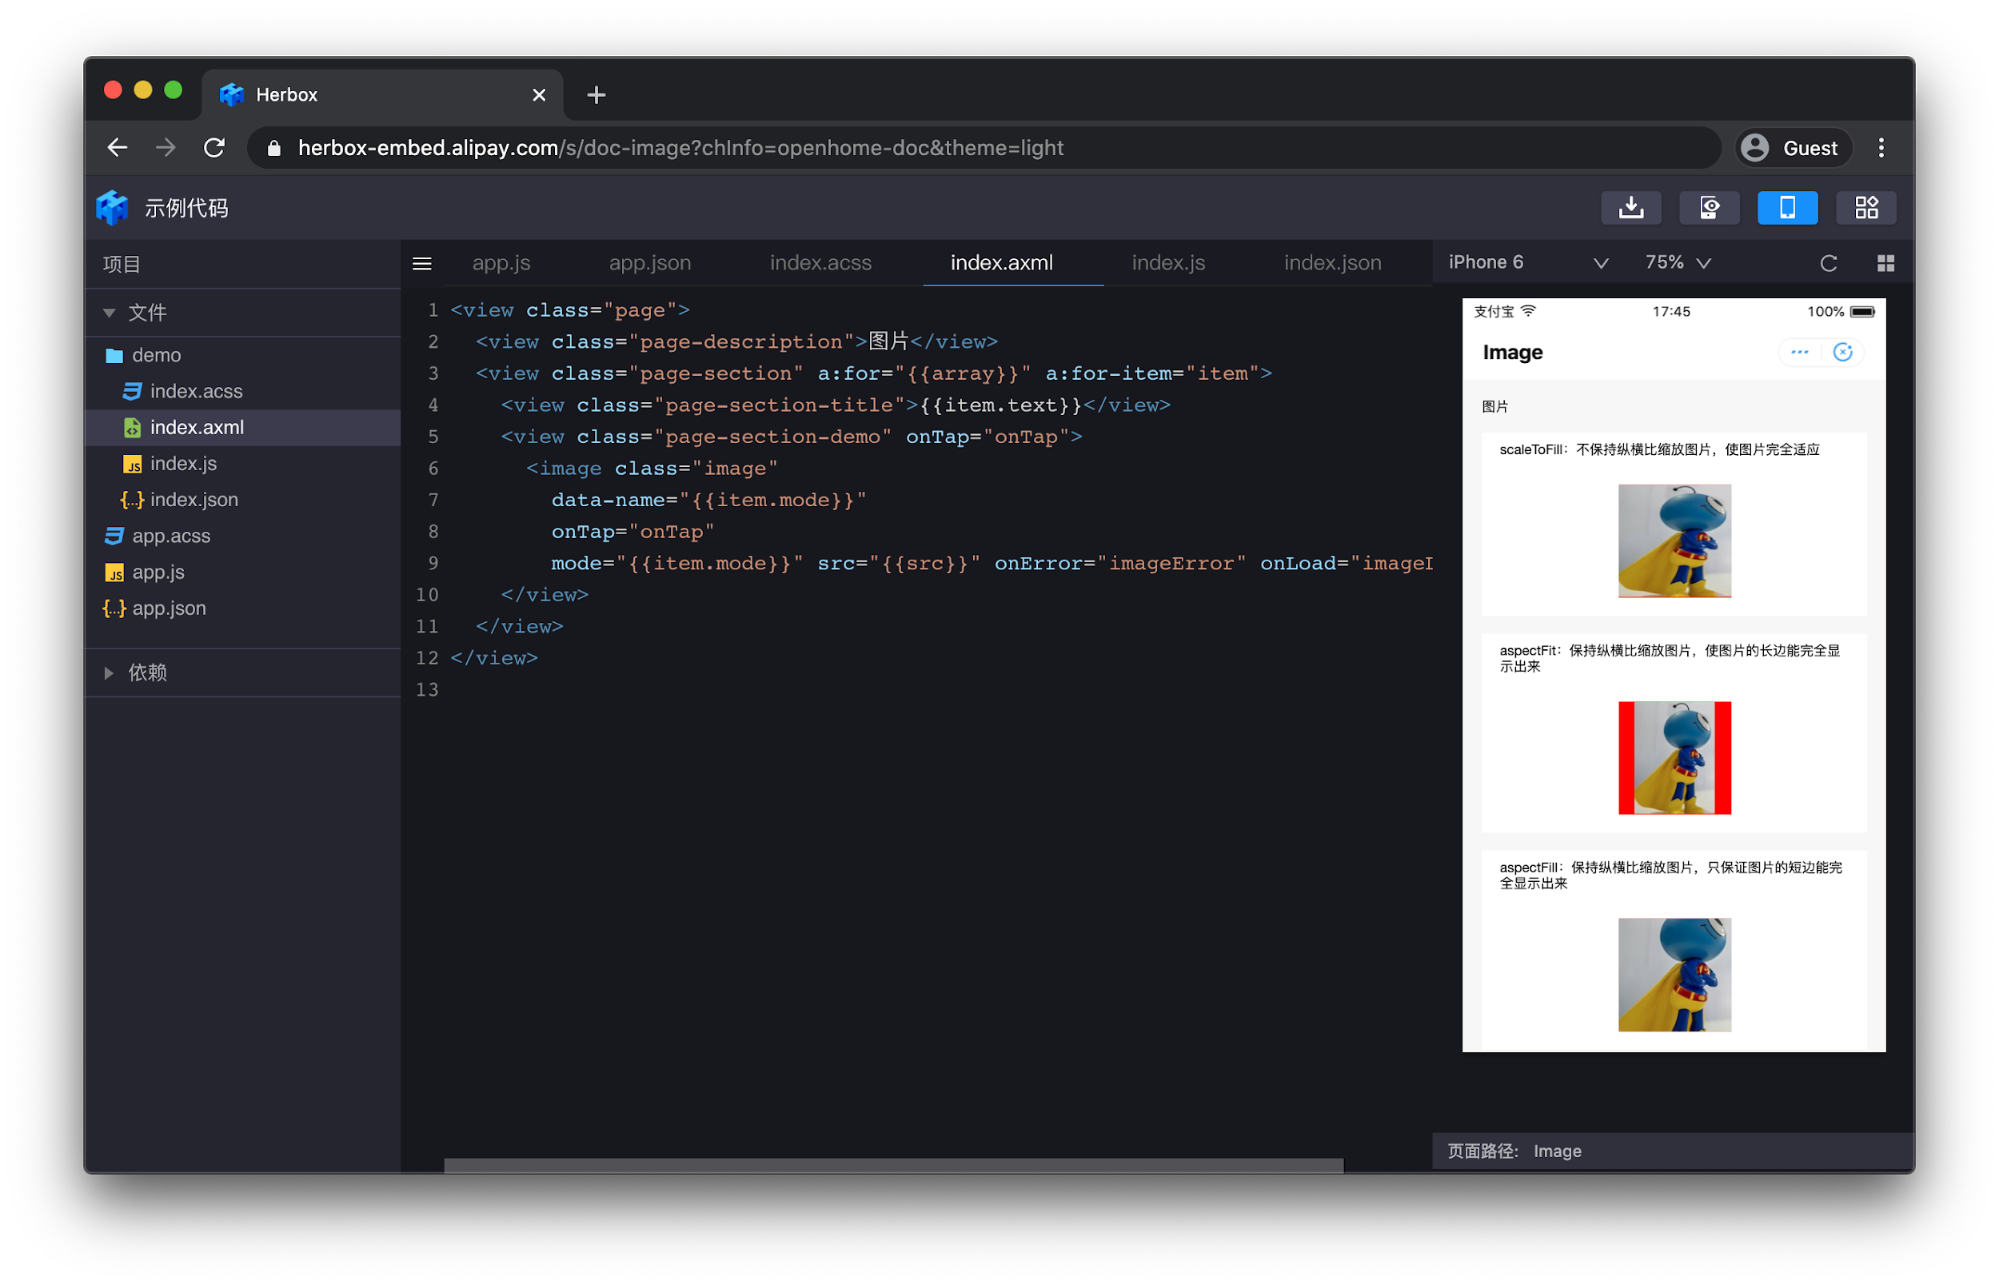 Herbox
herbox-embed.alipay.com/s/doc-image?chInfo=openhome-doc&theme=light
Guest
示例代码
项目
文件
demo
index.acss
index.axml
index.js
index.json
app.acss
app.js
app.json
依赖
app.js app.json index.acss index.axml index.js index.json
1 <view class="page">
2 <view class="page-description">图片</view>
3 <view class="page-section" a:for="{{array}}" a:for-item="item">
4 <view class="page-section-title">{{item.text}}</view>
5 <view class="page-section-demo" onTap="onTap">
6 <image class="image"
7 data-name="{{item.mode}}"
8 onTap="onTap"
9 mode="{{item.mode}}" src="{{src}}" onError="imageError" onLoad="imageI
10 </view>
11 </view>
12 </view>
13
iPhone 6 75%
支付宝 17:45 100%
Image
图片
scaleToFill：不保持纵横比缩放图片，使图片完全适应
aspectFit：保持纵横比缩放图片，使图片的长边能完全显
示出来
aspectFill：保持纵横比缩放图片，只保证图片的短边能完
全显示出来
页面路径: Image